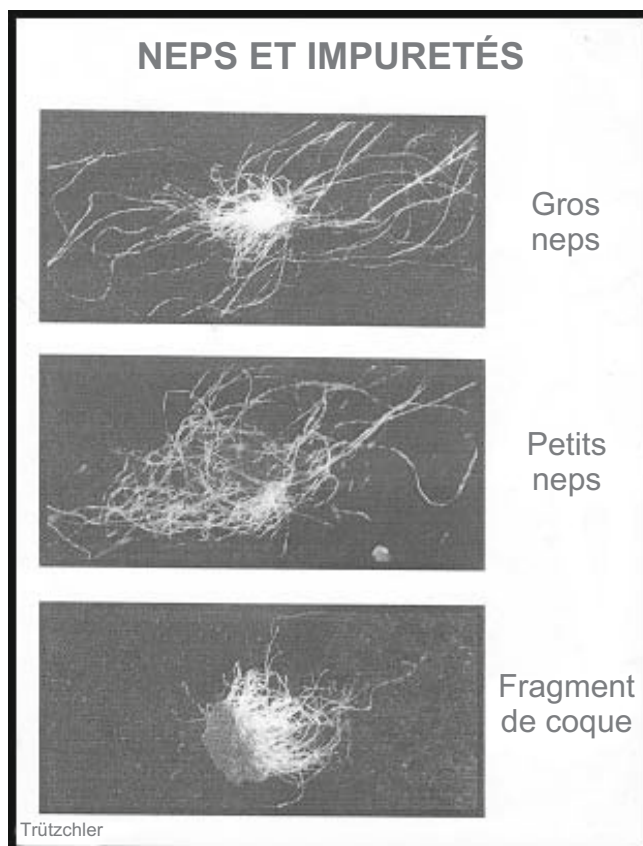 NEPS ET IMPURETÉS
Gros
neps
Petits
neps
Fragment
de coque
Trützchler